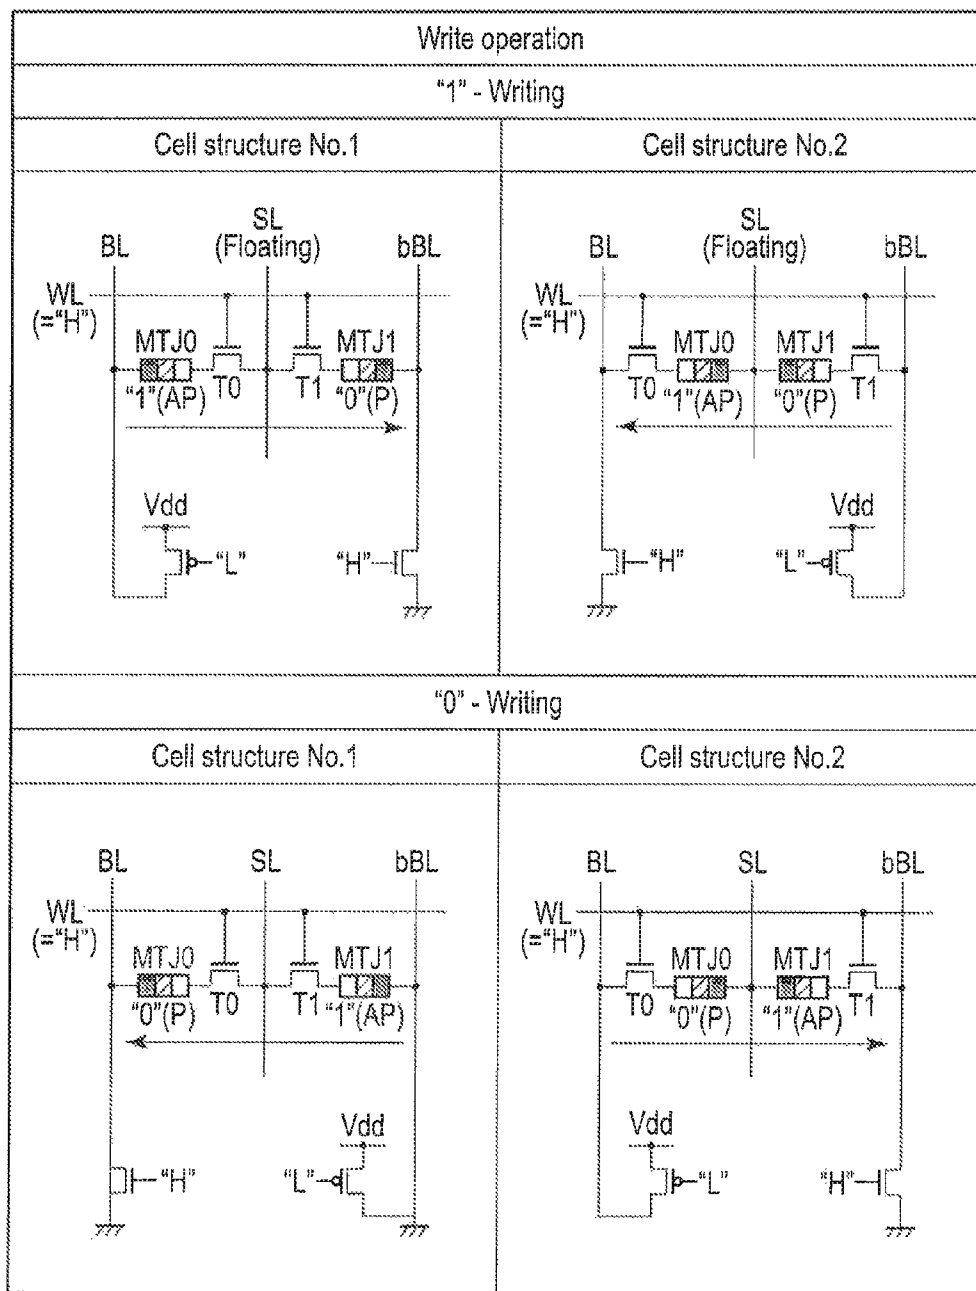 Write operation
“1” - Writing
Cell structure No.1
Cell structure No.2
SL
BL (Floating) bBL
WL
(=“H”)
MTJ0 MTJ1
“1”(AP) T0 T1 “0”(P)
Vdd
“L” “H”
SL
BL (Floating) bBL
WL
(=“H”)
MTJ0 MTJ1
T0 “1”(AP) “0”(P) T1
Vdd
“H” “L”
“0” - Writing
Cell structure No.1
Cell structure No.2
BL SL bBL
WL
(=“H”)
MTJ0 MTJ1
“0”(P) T0 T1 “1”(AP)
Vdd
“H” “L”
BL SL bBL
WL
(=“H”)
MTJ0 MTJ1
T0 “0”(P) “1”(AP) T1
Vdd
“L” “H”